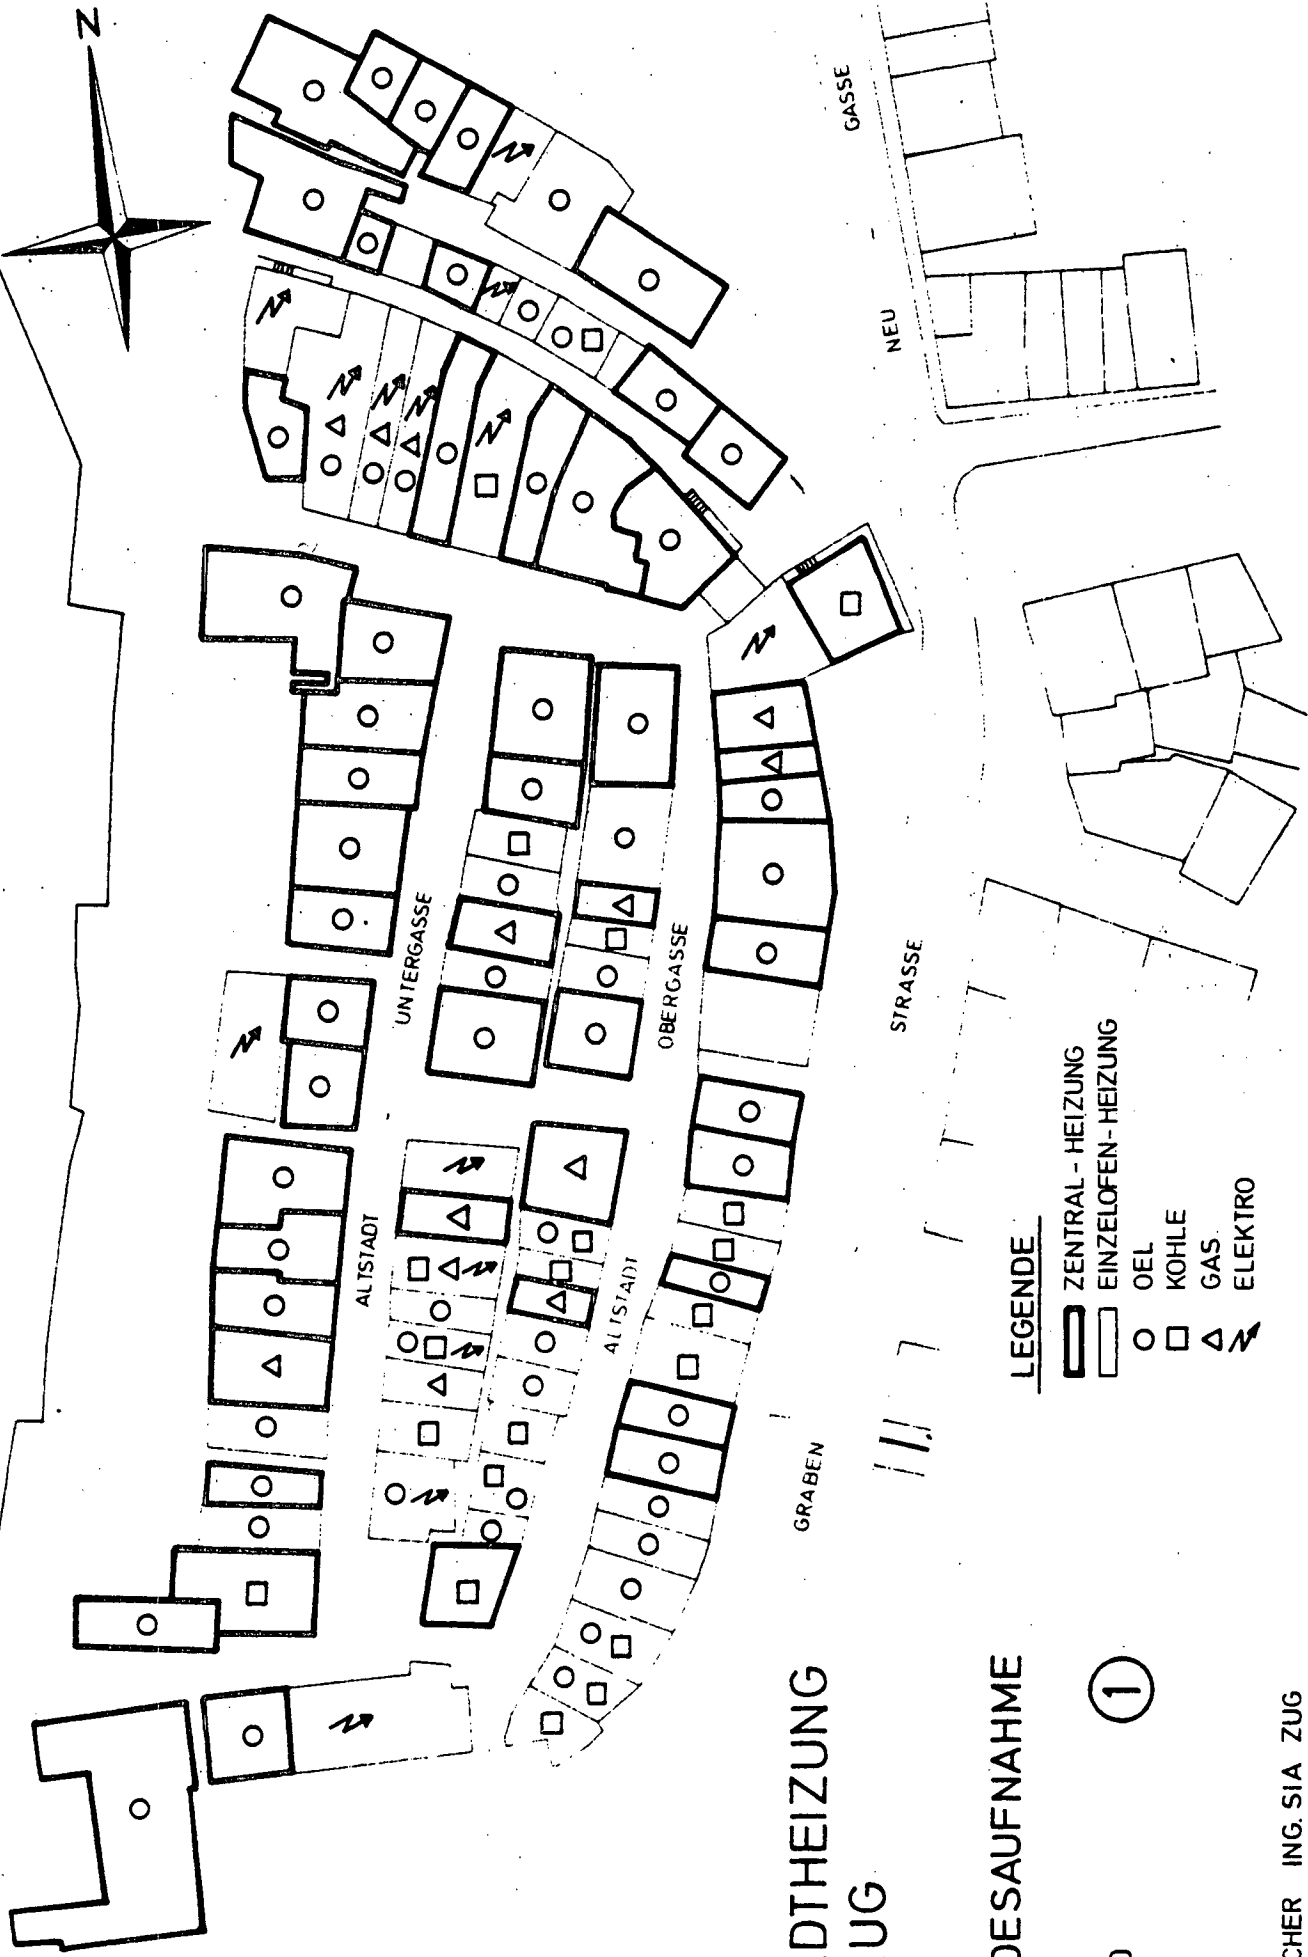 N
GASSE
NEU
UNTERGASSE
OBERGASSE
STRASSE
ALTSTADT
ALTSTADT
GRABEN
LEGENDE
ZENTRAL-HEIZUNG
EINZELOFEN-HEIZUNG
OEL
KOHLE
GAS
ELEKTRO
DTHEIZUNG
UG
DESAUFNAHME
1
CHER ING. SIA ZUG